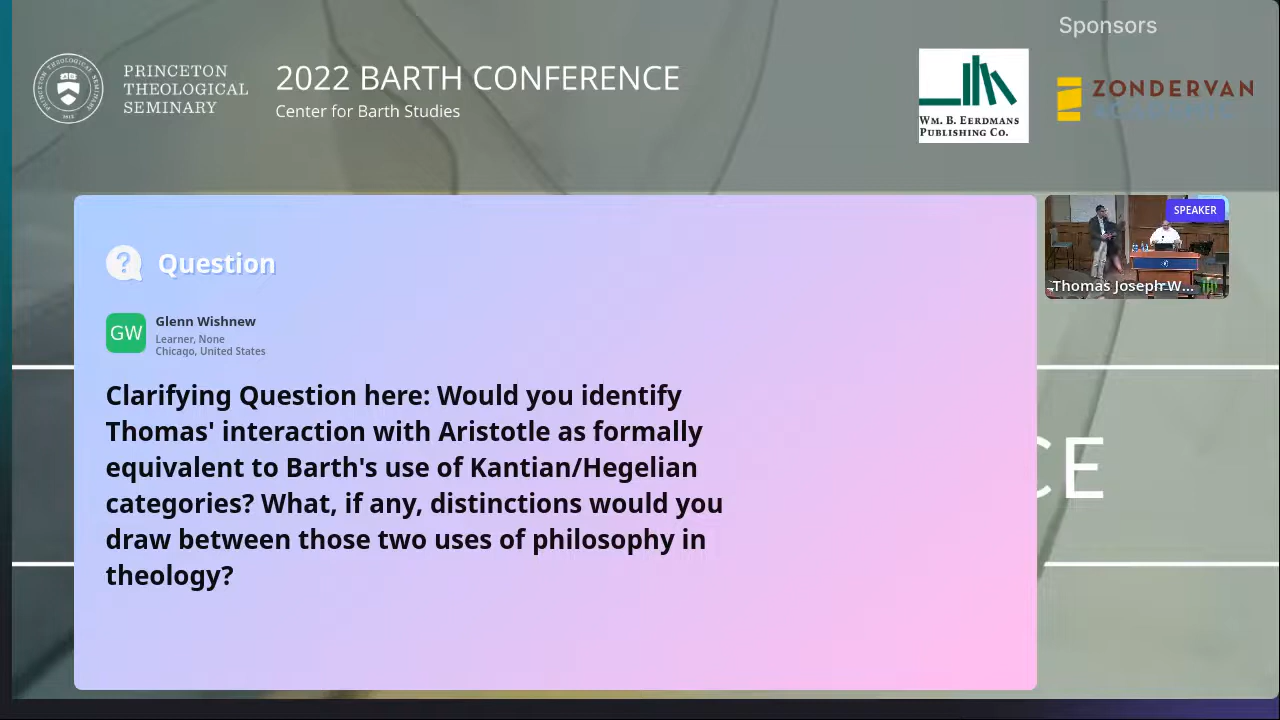 Sponsors
PRINCETON
THEOLOGICAL
SEMINARY
2022 BARTH CONFERENCE
Center for Barth Studies
WM. B. EERDMANS
PUBLISHING CO.
ZONDERVAN
SPEAKER
Thomas Joseph W...
? Question
GW
Glenn Wishnew
Learner, None
Chicago, United States
Clarifying Question here: Would you identify
Thomas' interaction with Aristotle as formally
equivalent to Barth's use of Kantian/Hegelian
categories? What, if any, distinctions would you
draw between those two uses of philosophy in
theology?
CE